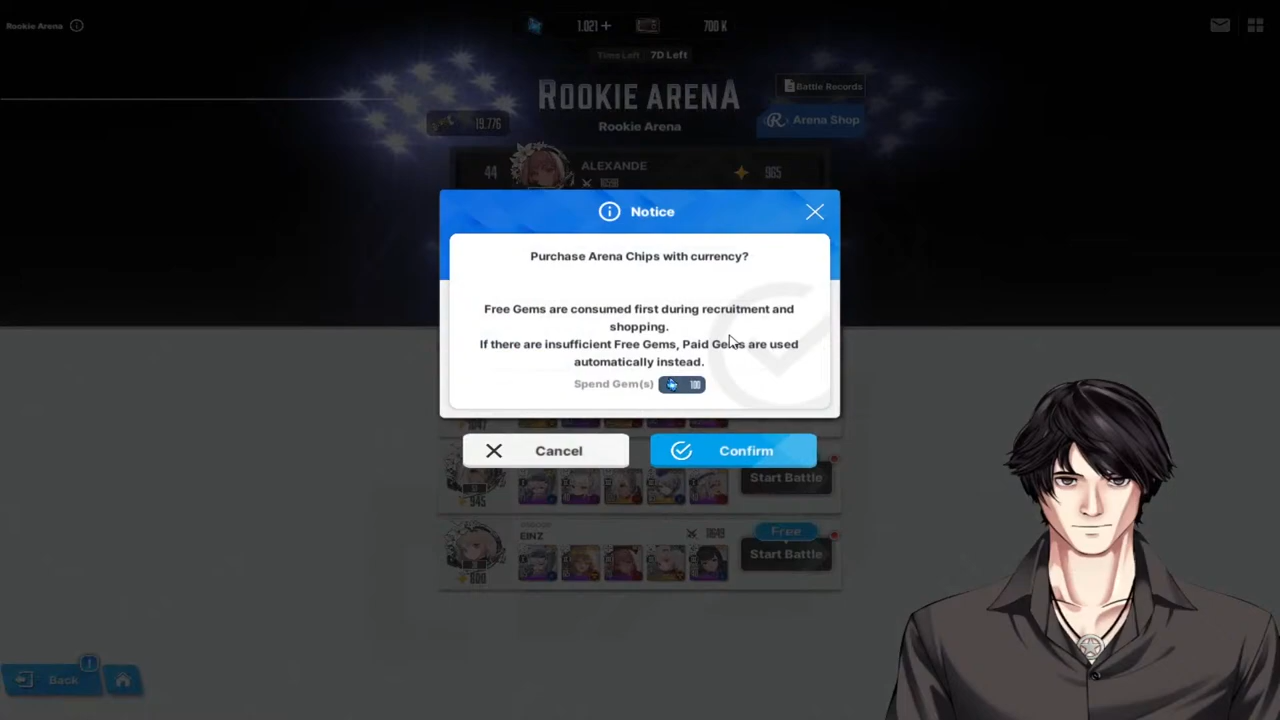 Rookie Arena
1.021 +
700 K
Time Left 7D Left
ROOKIE ARENA
Battle Records
19.776
Rookie Arena
Arena Shop
44
ALEXANDE
965
Notice
Purchase Arena Chips with currency?
Free Gems are consumed first during recruitment and
shopping.
If there are insufficient Free Gems, Paid Gems are used
automatically instead.
Spend Gem(s) 100
Cancel
Confirm
Start Battle
945
EINZ
Free
Start Battle
Back